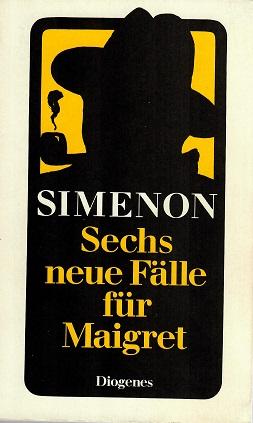 SIMENON
Sechs
neue Fälle
für
Maigret
Diogenes